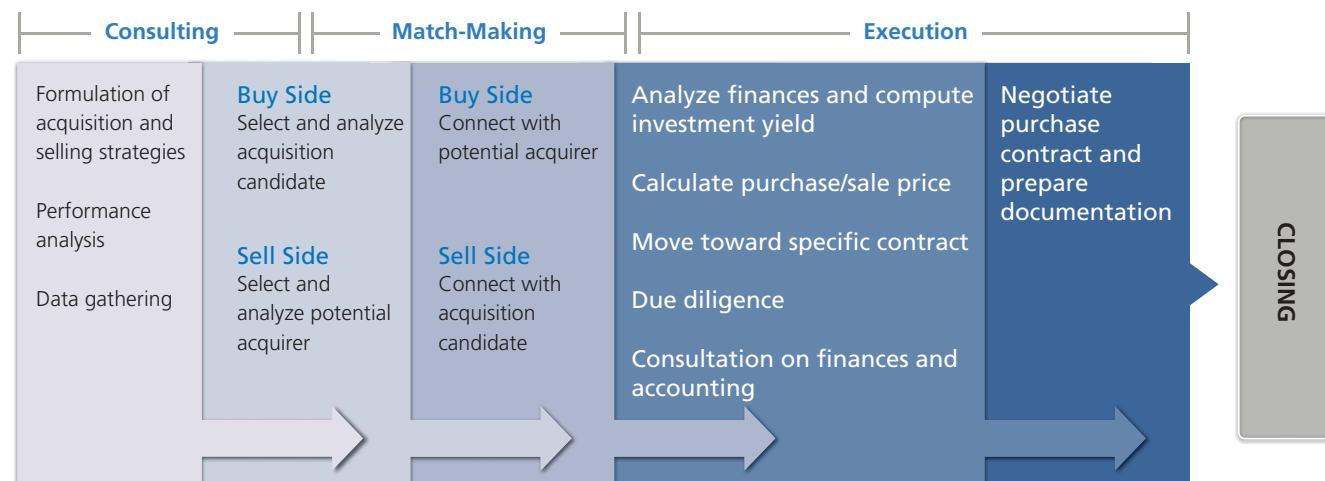 Consulting
Match-Making
Execution
Formulation of
acquisition and
selling strategies
Performance
analysis
Data gathering
Buy Side
Select and analyze
acquisition
candidate
Sell Side
Select and
analyze potential
acquirer
Buy Side
Connect with
potential acquirer
Sell Side
Connect with
acquisition
candidate
Analyze finances and compute
investment yield
Calculate purchase/sale price
Move toward specific contract
Due diligence
Consultation on finances and
accounting
Negotiate
purchase
contract and
prepare
documentation
CLOSING